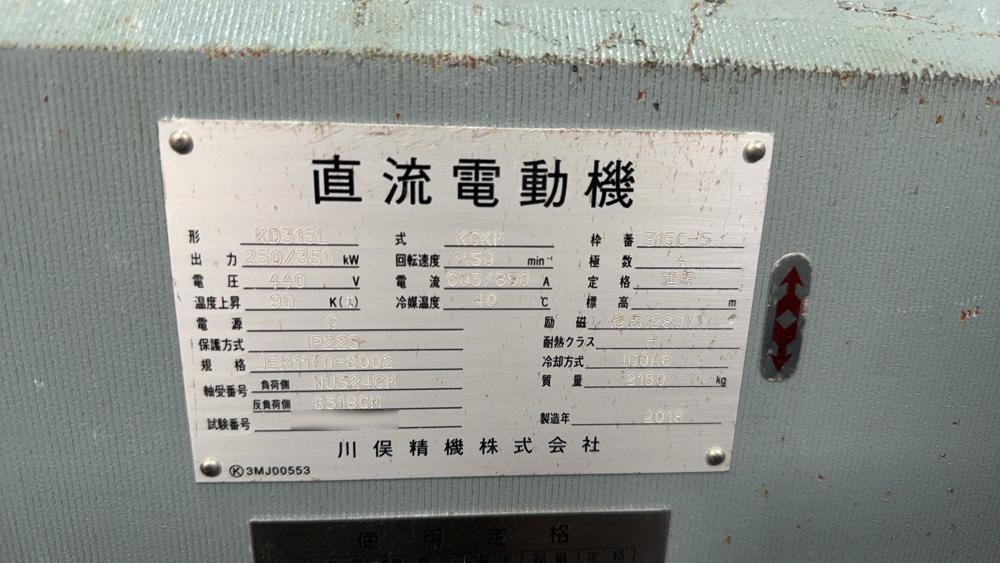 直流電動機
形 KD315L 式 KCKM 枠番 315C-S
出力 250/350 kW 回転速度 1150 min⁻¹ 極数 4
電圧 440 V 電流 603/850 A 定格 連続
温度上昇 90 K 冷媒温度 40 ℃ 標高 m
電源 C 励磁 280V
保護方式 IP22S 耐熱クラス H
規格 JEM1170-2002 冷却方式 IC0A6
軸受番号 負荷側 NU324CM 質量 2150 kg
反負荷側 6318CM
試験番号 製造年 2018
川俣精機株式会社
Ⓚ3MJ00553
使用定格
励磁 定格